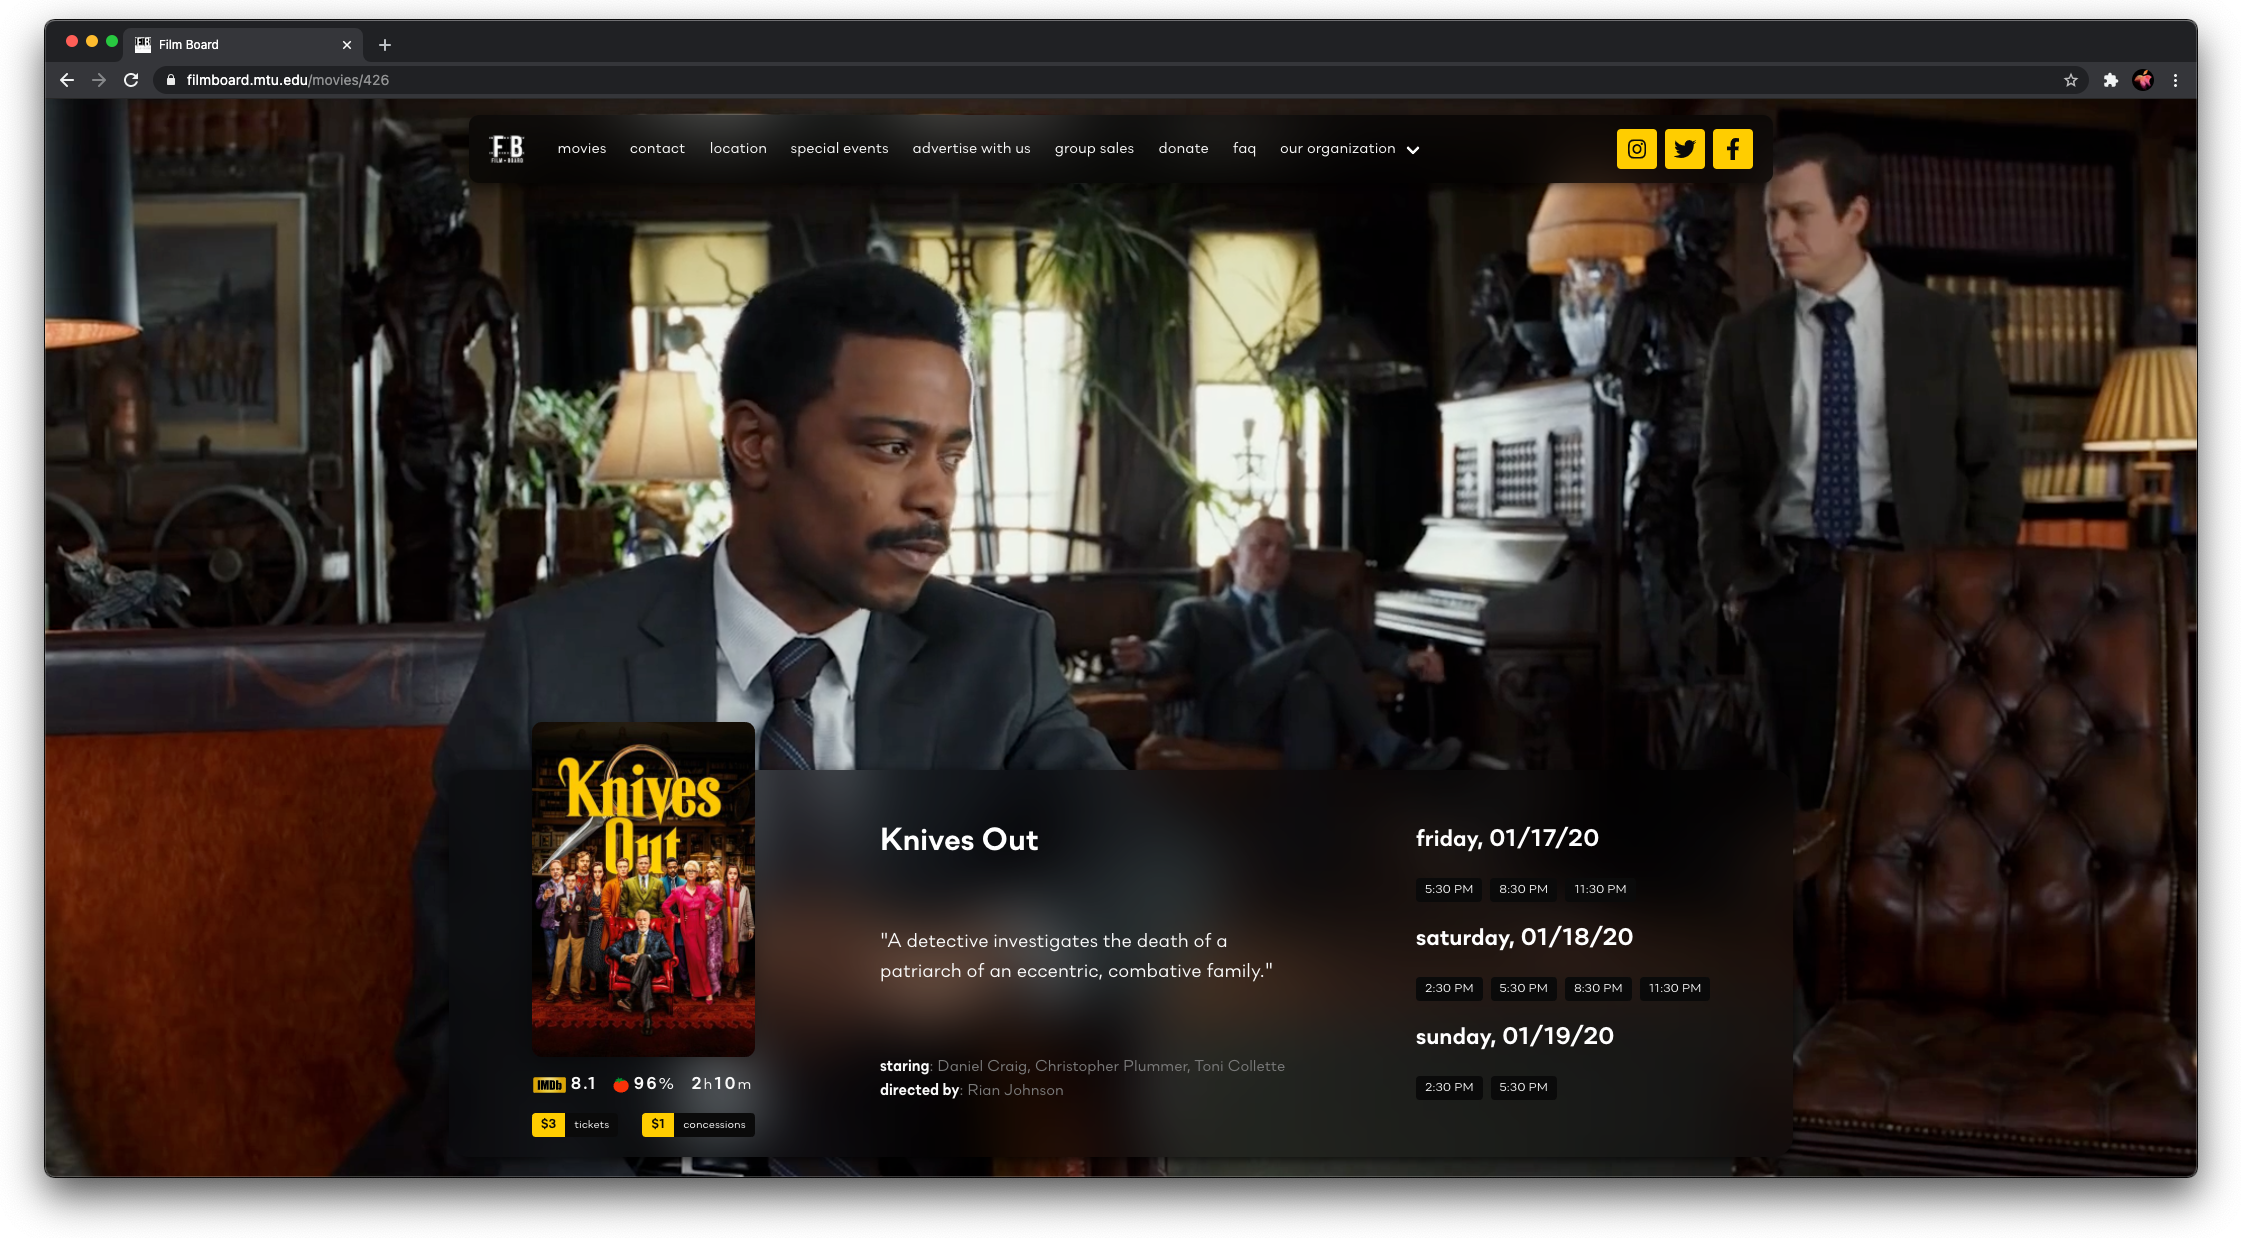 Film Board
filmboard.mtu.edu/movies/426
FB
FILM • BOARD
movies contact location special events advertise with us group sales donate faq our organization
Knives
Out
Knives Out
"A detective investigates the death of a
patriarch of an eccentric, combative family."
staring: Daniel Craig, Christopher Plummer, Toni Collette
directed by: Rian Johnson
IMDb 8.1 96% 2h10m
$3 tickets $1 concessions
friday, 01/17/20
5:30 PM 8:30 PM 11:30 PM
saturday, 01/18/20
2:30 PM 5:30 PM 8:30 PM 11:30 PM
sunday, 01/19/20
2:30 PM 5:30 PM